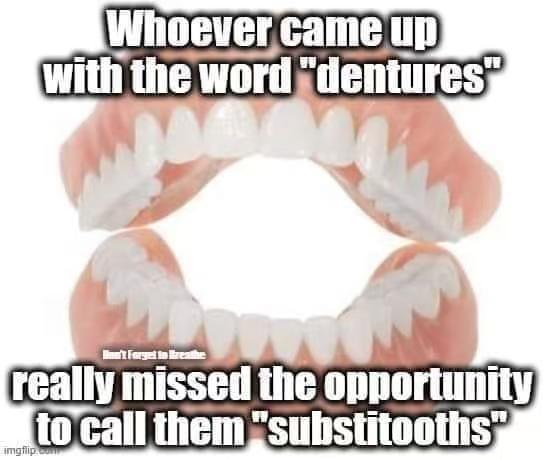 Whoever came up
with the word "dentures"
Don't Forget to Breathe
really missed the opportunity
to call them "substitooths"
imgflip.com